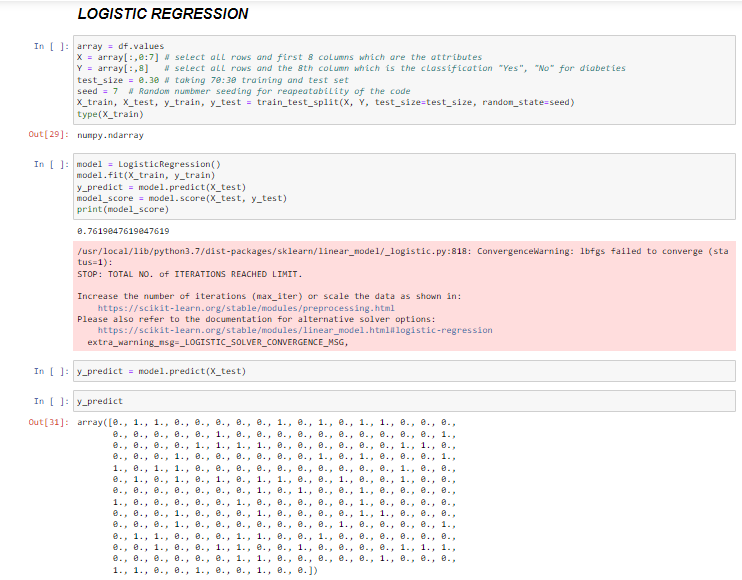 LOGISTIC REGRESSION
In [ ]: array = df.values
X = array[:,0:7] # select all rows and first 8 columns which are the attributes
Y = array[:,8] # select all rows and the 8th column which is the classification "Yes", "No" for diabeties
test_size = 0.30 # taking 70:30 training and test set
seed = 7 # Random numbmer seeding for reapeatability of the code
X_train, X_test, y_train, y_test = train_test_split(X, Y, test_size=test_size, random_state=seed)
type(X_train)
Out[29]: numpy.ndarray
In [ ]: model = LogisticRegression()
model.fit(X_train, y_train)
y_predict = model.predict(X_test)
model_score = model.score(X_test, y_test)
print(model_score)
0.7619047619047619
/usr/local/lib/python3.7/dist-packages/sklearn/linear_model/_logistic.py:818: ConvergenceWarning: lbfgs failed to converge (sta
tus=1):
STOP: TOTAL NO. of ITERATIONS REACHED LIMIT.
Increase the number of iterations (max_iter) or scale the data as shown in:
https://scikit-learn.org/stable/modules/preprocessing.html
Please also refer to the documentation for alternative solver options:
https://scikit-learn.org/stable/modules/linear_model.html#logistic-regression
extra_warning_msg=_LOGISTIC_SOLVER_CONVERGENCE_MSG,
In [ ]: y_predict = model.predict(X_test)
In [ ]: y_predict
Out[31]: array([0., 1., 1., 0., 0., 0., 0., 0., 1., 0., 1., 0., 1., 1., 0., 0., 0.,
0., 0., 0., 0., 0., 1., 0., 0., 0., 0., 0., 0., 0., 0., 0., 0., 1.,
0., 0., 0., 0., 1., 1., 1., 1., 0., 0., 0., 0., 0., 0., 1., 1., 0.,
0., 0., 0., 1., 0., 0., 0., 0., 0., 0., 1., 0., 1., 0., 0., 0., 1.,
1., 0., 1., 1., 0., 0., 0., 0., 0., 0., 0., 0., 0., 0., 1., 0., 0.,
0., 1., 0., 1., 0., 1., 0., 1., 1., 0., 0., 1., 0., 0., 1., 0., 0.,
0., 0., 0., 0., 0., 0., 0., 1., 0., 1., 0., 0., 1., 0., 0., 0., 0.,
1., 0., 0., 0., 0., 0., 1., 0., 0., 0., 0., 0., 1., 0., 0., 0., 0.,
0., 0., 0., 1., 0., 0., 0., 1., 0., 0., 0., 0., 1., 1., 0., 0., 0.,
0., 0., 0., 1., 0., 0., 0., 0., 0., 0., 0., 1., 0., 0., 0., 0., 1.,
0., 1., 1., 0., 0., 0., 1., 1., 0., 0., 1., 0., 0., 0., 0., 0., 0.,
0., 0., 1., 0., 0., 1., 1., 0., 0., 1., 0., 0., 0., 0., 1., 1., 1.,
0., 0., 0., 0., 0., 0., 1., 1., 0., 0., 0., 0., 0., 1., 0., 0., 0.,
1., 1., 0., 0., 1., 0., 0., 1., 0., 0.])